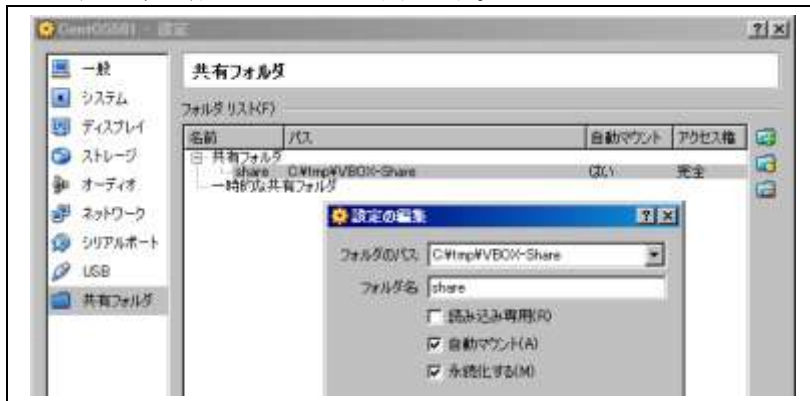 設定
一般
システム
ディスプレイ
ストレージ
オーディオ
ネットワーク
シリアルポート
USB
共有フォルダ
共有フォルダ
フォルダリスト(F)
名前 パス 自動マウント アクセス権
共有フォルダ
share C:¥tmp¥VBOX-Share はい 完全
一時的な共有フォルダ
設定の編集
フォルダのパス C:¥tmp¥VBOX-Share
フォルダ名 share
読み込み専用(R)
自動マウント(A)
永続化する(M)